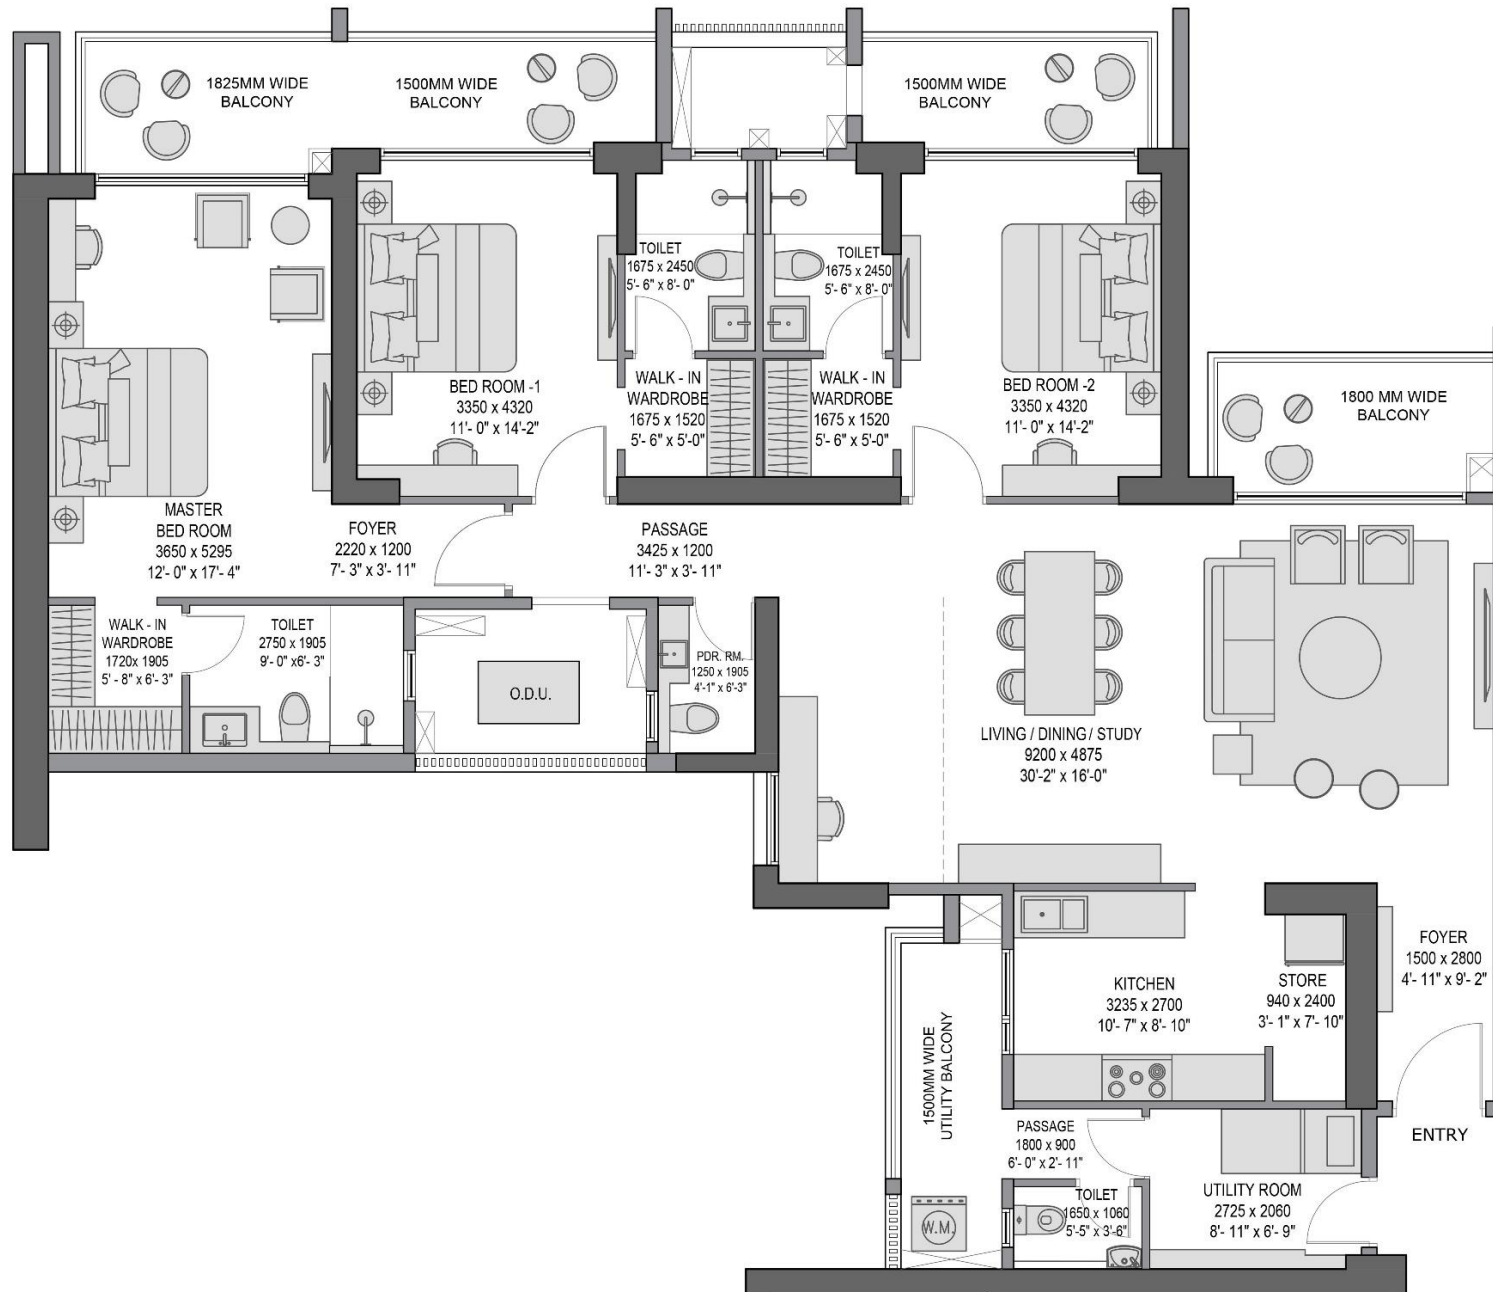 1825MM WIDE
BALCONY
1500MM WIDE
BALCONY
1500MM WIDE
BALCONY
TOILET
1675 x 2450
5'- 6" x 8'- 0"
TOILET
1675 x 2450
5'- 6" x 8'- 0"
BED ROOM -1
3350 x 4320
11'- 0" x 14'-2"
WALK - IN
WARDROBE
1675 x 1520
5'- 6" x 5'-0"
WALK - IN
WARDROBE
1675 x 1520
5'- 6" x 5'-0"
BED ROOM -2
3350 x 4320
11'- 0" x 14'-2"
1800 MM WIDE
BALCONY
MASTER
BED ROOM
3650 x 5295
12'- 0" x 17'- 4"
FOYER
2220 x 1200
7'- 3" x 3'- 11"
PASSAGE
3425 x 1200
11'- 3" x 3'- 11"
WALK - IN
WARDROBE
1720x 1905
5' - 8" x 6'- 3"
TOILET
2750 x 1905
9'- 0" x6'- 3"
O.D.U.
PDR. RM.
1250 x 1905
4'-1" x 6'-3"
LIVING / DINING / STUDY
9200 x 4875
30'-2" x 16'-0"
KITCHEN
3235 x 2700
10'- 7" x 8'- 10"
STORE
940 x 2400
3'- 1" x 7'- 10"
FOYER
1500 x 2800
4'- 11" x 9'- 2"
1500MM WIDE
UTILITY BALCONY
PASSAGE
1800 x 900
6'- 0" x 2'- 11"
ENTRY
TOILET
1650 x 1060
5'-5" x 3'-6"
UTILITY ROOM
2725 x 2060
8'- 11" x 6'- 9"
W.M.